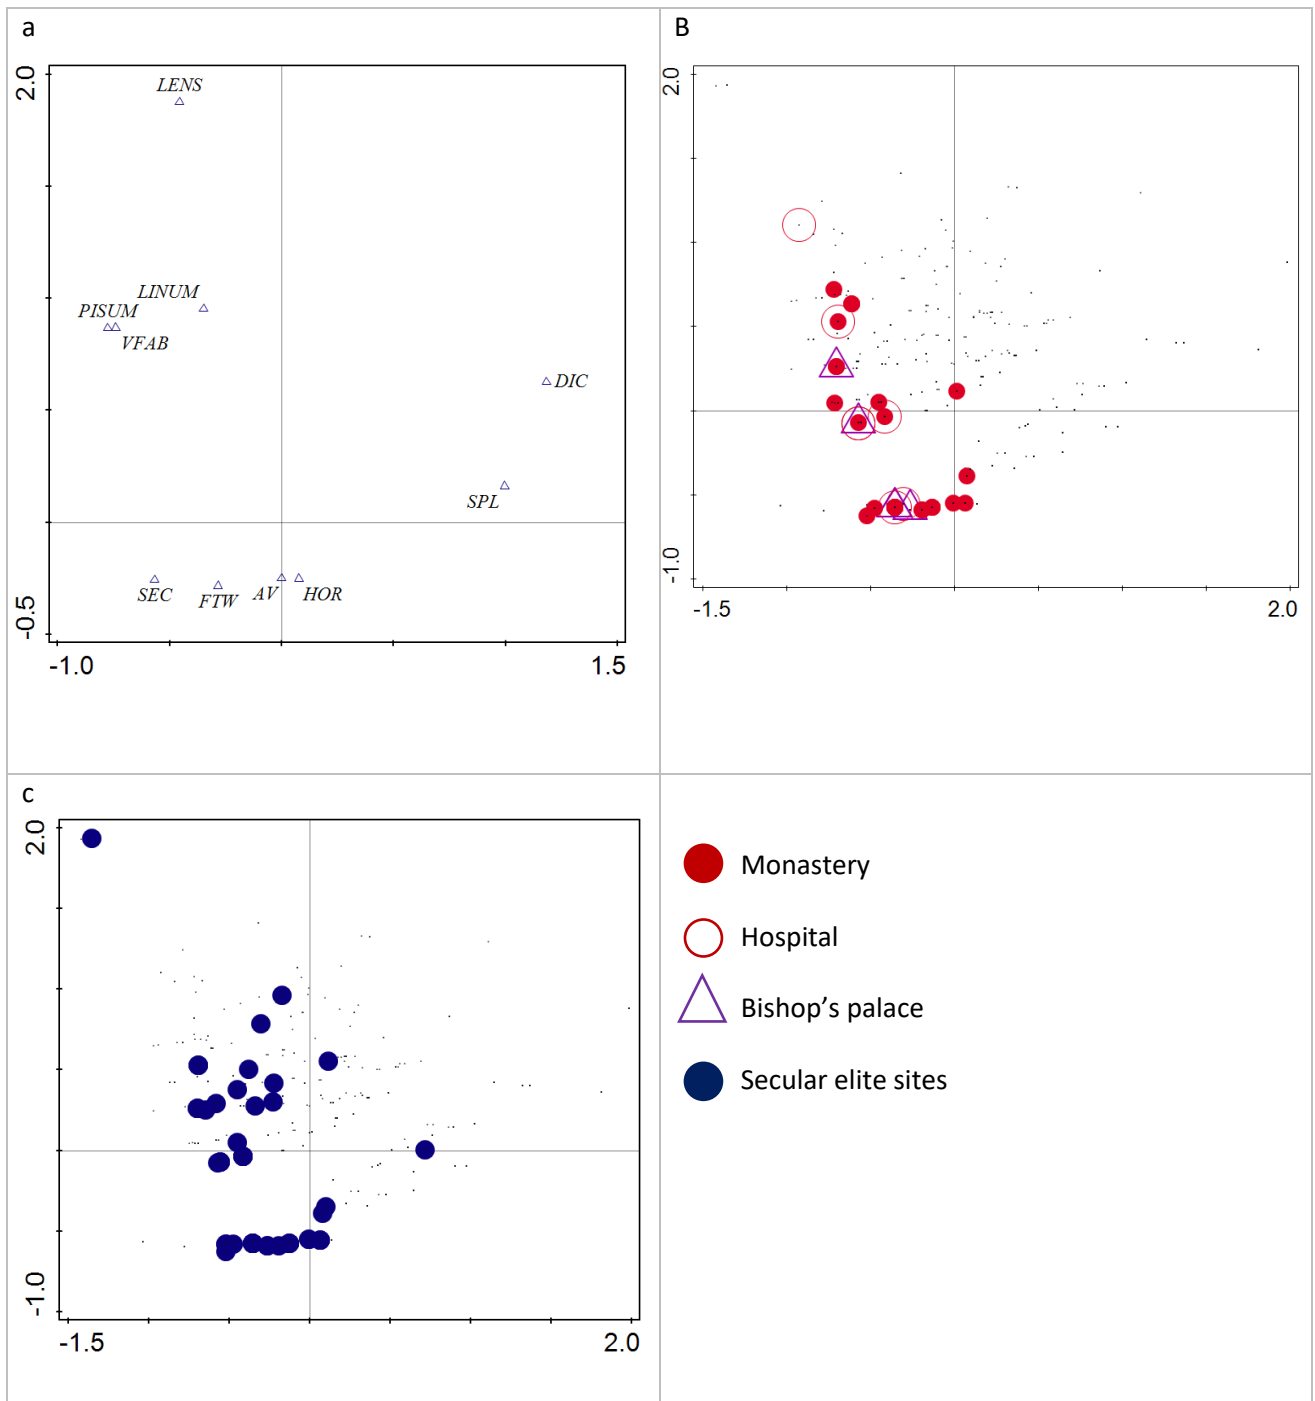 a
2.0
LENS
LINUM
PISUM
VFAB
DIC
SPL
SEC
FTW
AV
HOR
-0.5
-1.0
1.5
B
2.0
-1.0
-1.5
2.0
c
2.0
-1.0
-1.5
2.0
Monastery
Hospital
Bishop’s palace
Secular elite sites